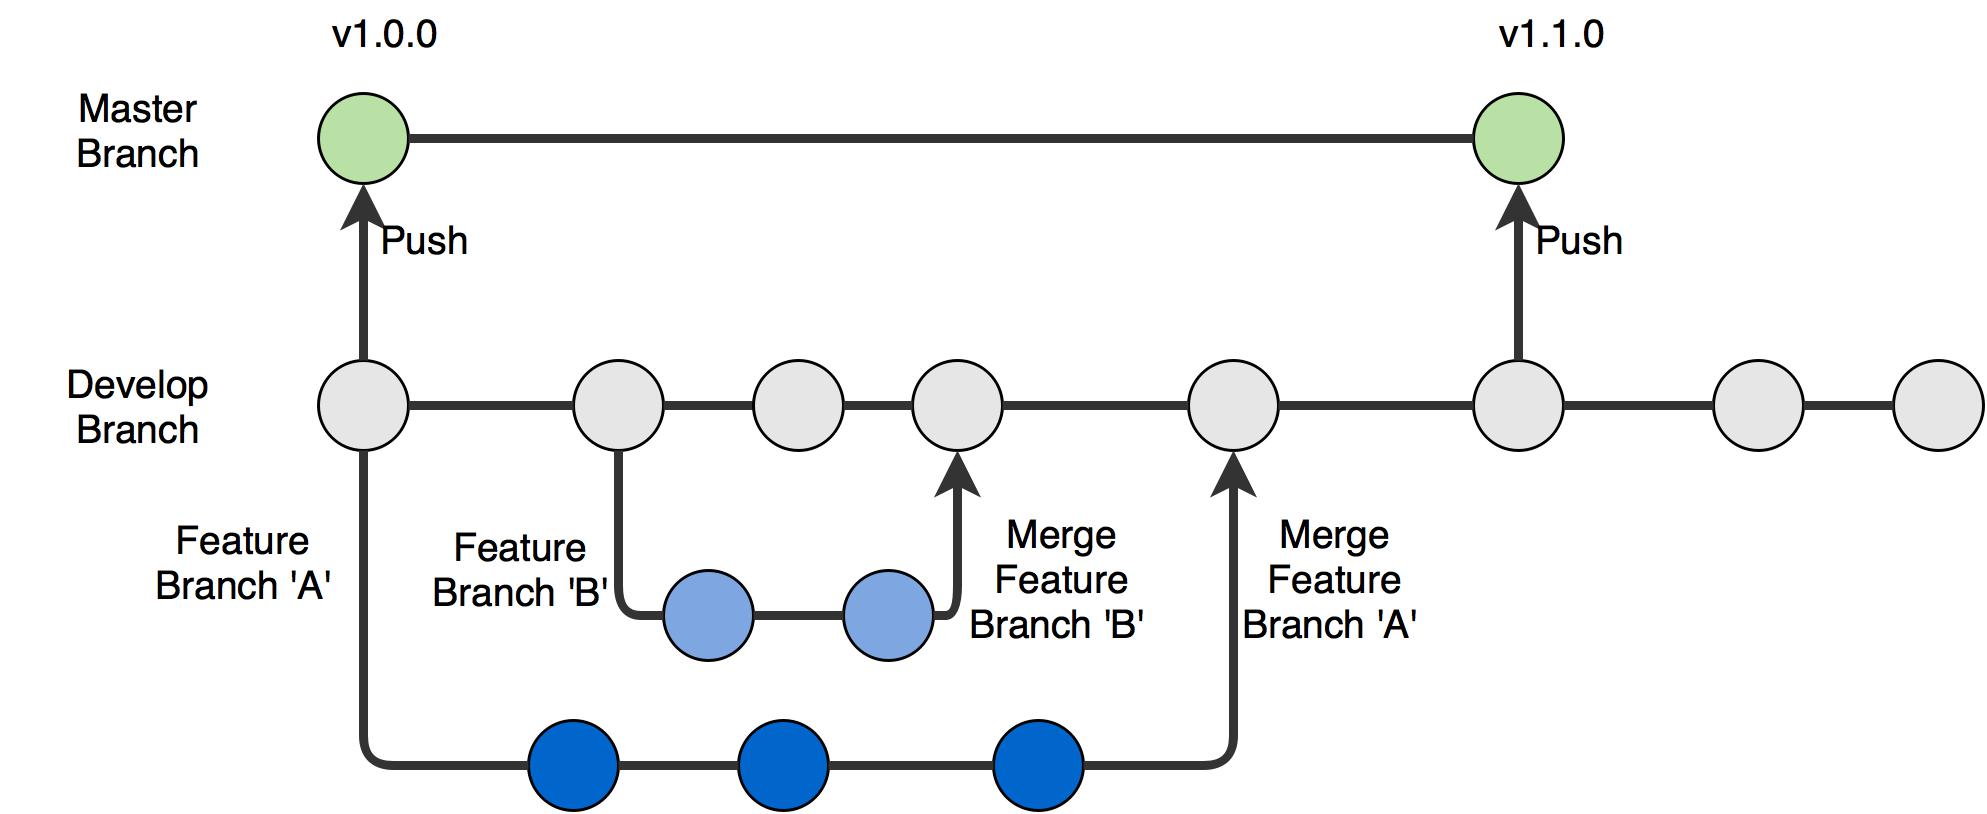 v1.0.0
v1.1.0
Master
Branch
Push
Push
Develop
Branch
Feature
Branch 'A'
Feature
Branch 'B'
Merge
Feature
Branch 'B'
Merge
Feature
Branch 'A'